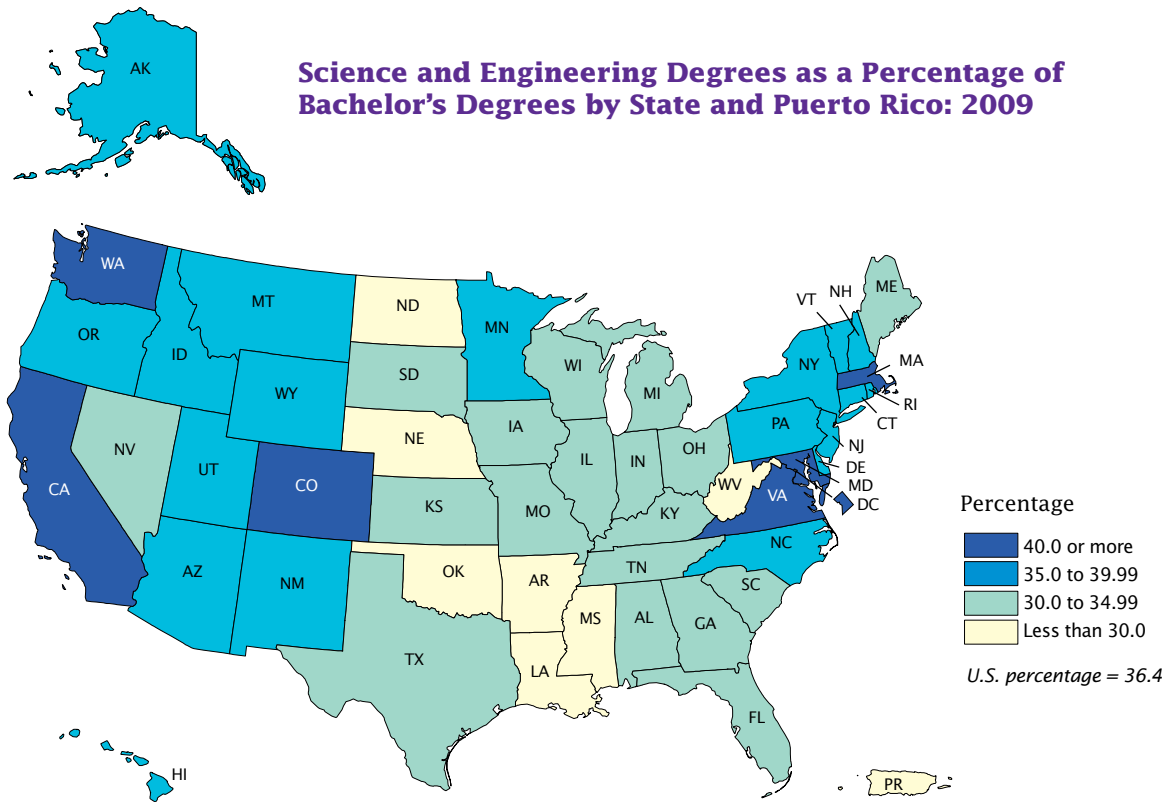 AK
Science and Engineering Degrees as a Percentage of
Bachelor's Degrees by State and Puerto Rico: 2009
WA
MT
ND
MN
ME
VT
NH
OR
ID
SD
WI
MI
NY
MA
WY
RI
CT
NV
UT
CO
NE
IA
IL
IN
OH
PA
NJ
DE
MD
DC
CA
KS
MO
KY
WV
VA
AZ
NM
OK
AR
TN
NC
SC
TX
LA
MS
AL
GA
FL
HI
PR
Percentage
40.0 or more
35.0 to 39.99
30.0 to 34.99
Less than 30.0
U.S. percentage = 36.4